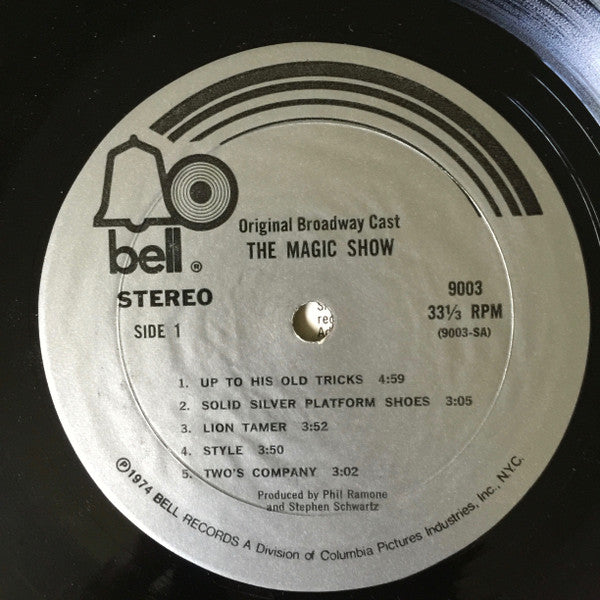 bell ®
Original Broadway Cast
THE MAGIC SHOW
STEREO
SIDE 1
9003
33⅓ RPM
(9003-SA)
1. UP TO HIS OLD TRICKS 4:59
2. SOLID SILVER PLATFORM SHOES 3:05
3. LION TAMER 3:52
4. STYLE 3:50
5. TWO'S COMPANY 3:02
Produced by Phil Ramone
and Stephen Schwartz
℗1974 BELL RECORDS A Division of Columbia Pictures Industries, Inc., N.Y.C.